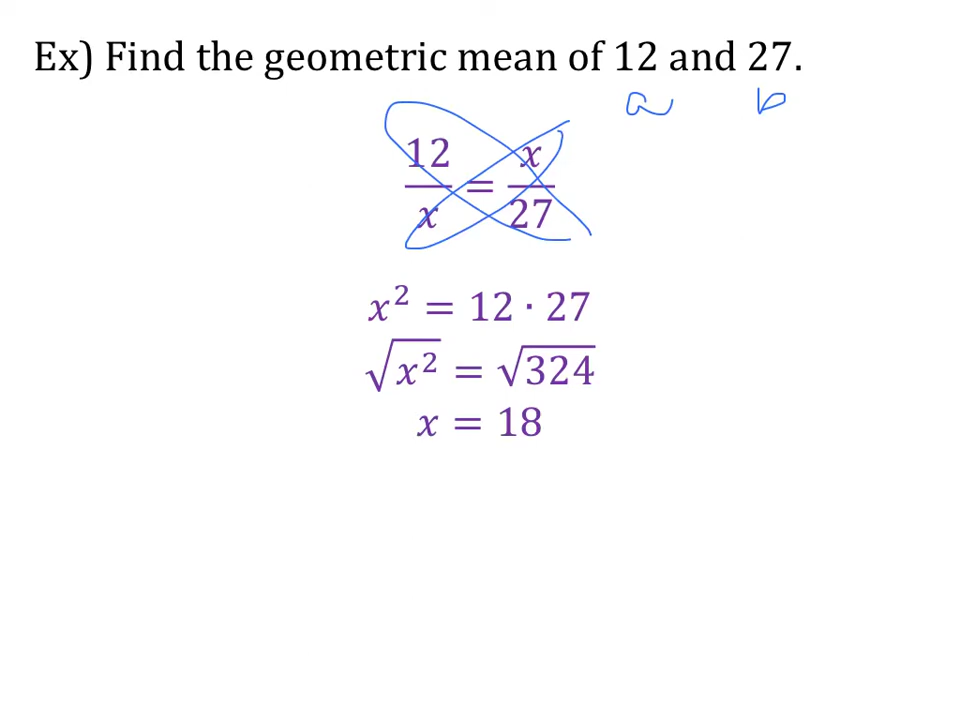 Ex) Find the geometric mean of 12 and 27.
a b
12/x = x/27
x² = 12 · 27
√x² = √324
x = 18